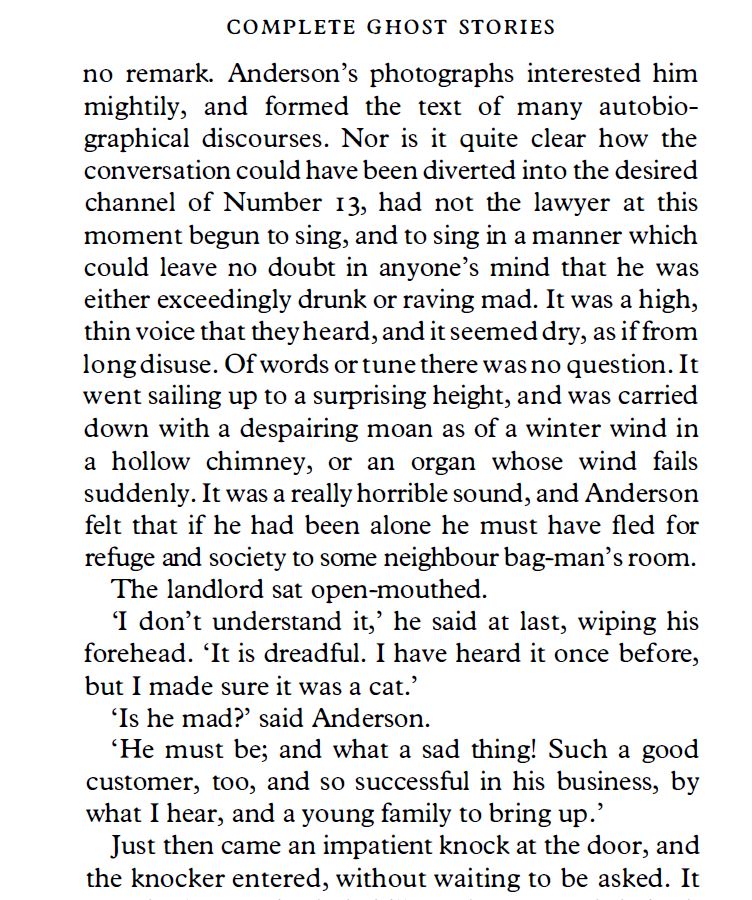 COMPLETE GHOST STORIES
no remark. Anderson’s photographs interested him
mightily, and formed the text of many autobio-
graphical discourses. Nor is it quite clear how the
conversation could have been diverted into the desired
channel of Number 13, had not the lawyer at this
moment begun to sing, and to sing in a manner which
could leave no doubt in anyone’s mind that he was
either exceedingly drunk or raving mad. It was a high,
thin voice that they heard, and it seemed dry, as if from
long disuse. Of words or tune there was no question. It
went sailing up to a surprising height, and was carried
down with a despairing moan as of a winter wind in
a hollow chimney, or an organ whose wind fails
suddenly. It was a really horrible sound, and Anderson
felt that if he had been alone he must have fled for
refuge and society to some neighbour bag-man’s room.
The landlord sat open-mouthed.
‘I don’t understand it,’ he said at last, wiping his
forehead. ‘It is dreadful. I have heard it once before,
but I made sure it was a cat.’
‘Is he mad?’ said Anderson.
‘He must be; and what a sad thing! Such a good
customer, too, and so successful in his business, by
what I hear, and a young family to bring up.’
Just then came an impatient knock at the door, and
the knocker entered, without waiting to be asked. It